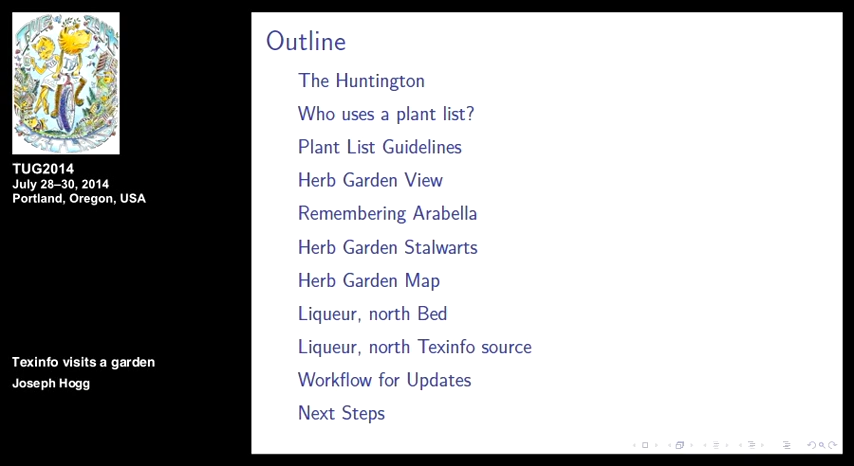 TUG2014
July 28–30, 2014
Portland, Oregon, USA
Texinfo visits a garden
Joseph Hogg
Outline
The Huntington
Who uses a plant list?
Plant List Guidelines
Herb Garden View
Remembering Arabella
Herb Garden Stalwarts
Herb Garden Map
Liqueur, north Bed
Liqueur, north Texinfo source
Workflow for Updates
Next Steps